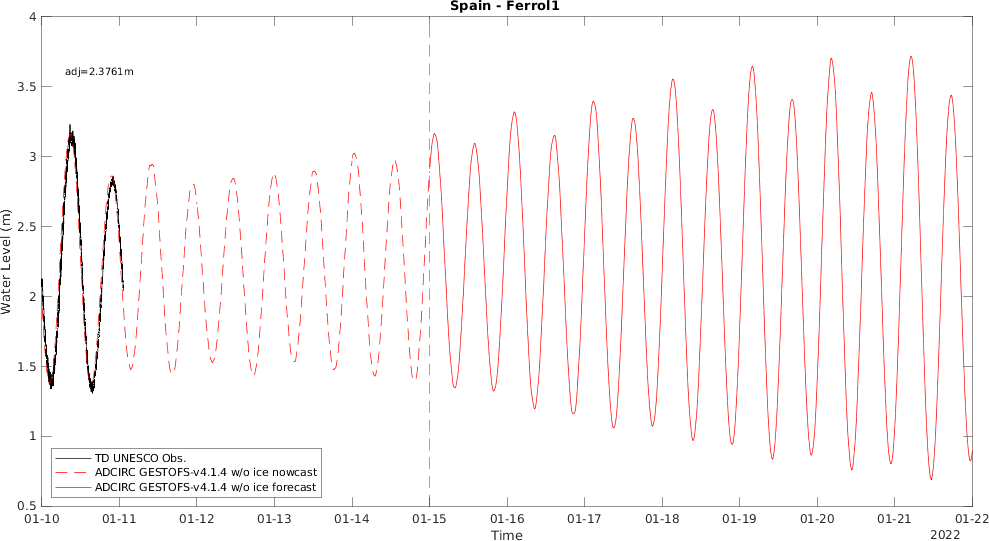 Spain - Ferrol1
adj=2.3761m
4
3.5
3
2.5
2
1.5
1
0.5
Water Level (m)
TD UNESCO Obs.
ADCIRC GESTOFS-v4.1.4 w/o ice nowcast
ADCIRC GESTOFS-v4.1.4 w/o ice forecast
01-10 01-11 01-12 01-13 01-14 01-15 01-16 01-17 01-18 01-19 01-20 01-21 01-22
Time
2022